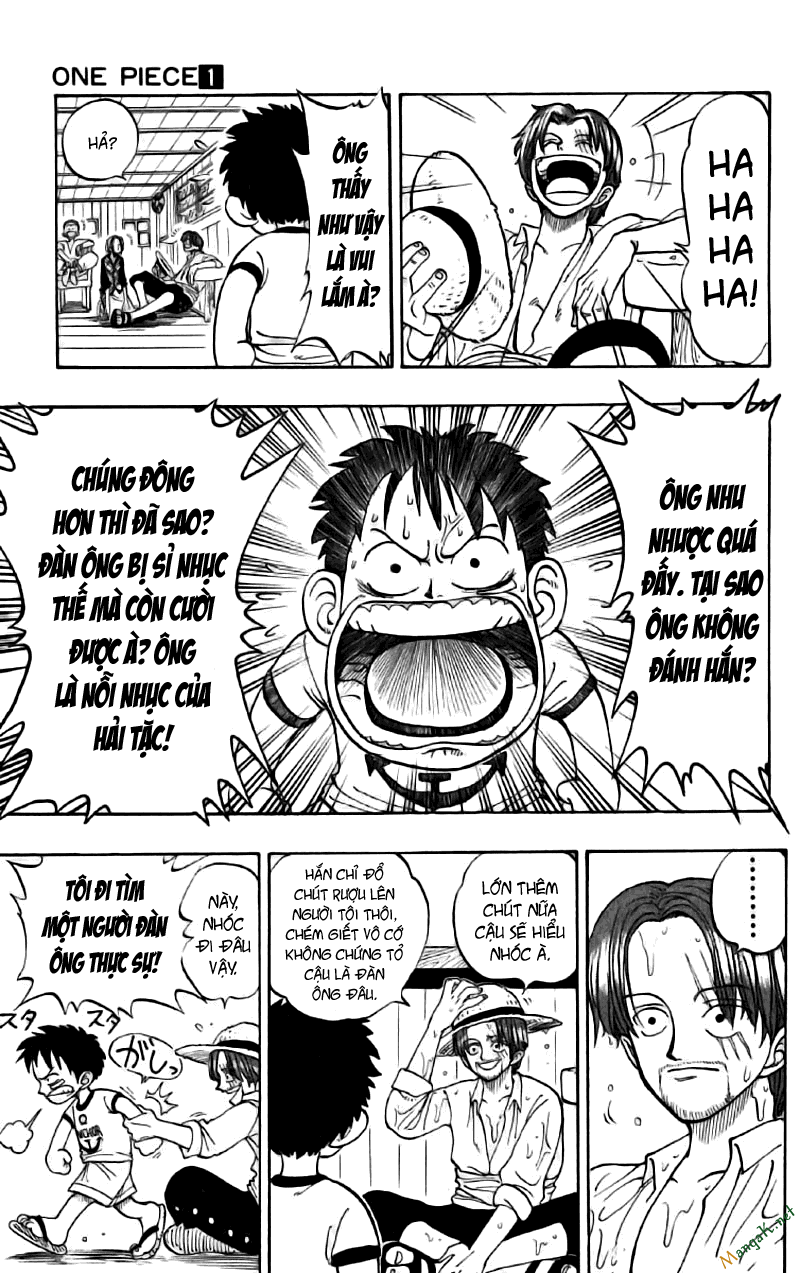 ONE PIECE 1
HA
HA
HA
HA!
ÔNG
THẤY
NHƯ VẬY
LÀ VUI
LẮM À?
HẢ?
ÔNG NHU
NHƯỢC QUÁ
ĐẤY. TẠI SAO
ÔNG KHÔNG
ĐÁNH HẮN?
CHÚNG ĐÔNG
HƠN THÌ ĐÃ SAO?
ĐÀN ÔNG BỊ SỈ NHỤC
THẾ MÀ CÒN CƯỜI
ĐƯỢC À? ÔNG
LÀ NỖI NHỤC CỦA
HẢI TẶC!
........
LỚN THÊM
CHÚT NỮA
CẬU SẼ HIỂU
NHÓC À.
HẮN CHỈ ĐỔ
CHÚT RƯỢU LÊN
NGƯỜI TÔI THÔI,
CHÉM GIẾT VÔ CỚ
KHÔNG CHỨNG TỎ
CẬU LÀ ĐÀN
ÔNG ĐÂU.
NÀY,
NHÓC
ĐI ĐÂU
VẬY.
TÔI ĐI TÌM
MỘT NGƯỜI ĐÀN
ÔNG THỰC SỰ!
スタ
スタ
がしっ
MangaK.net